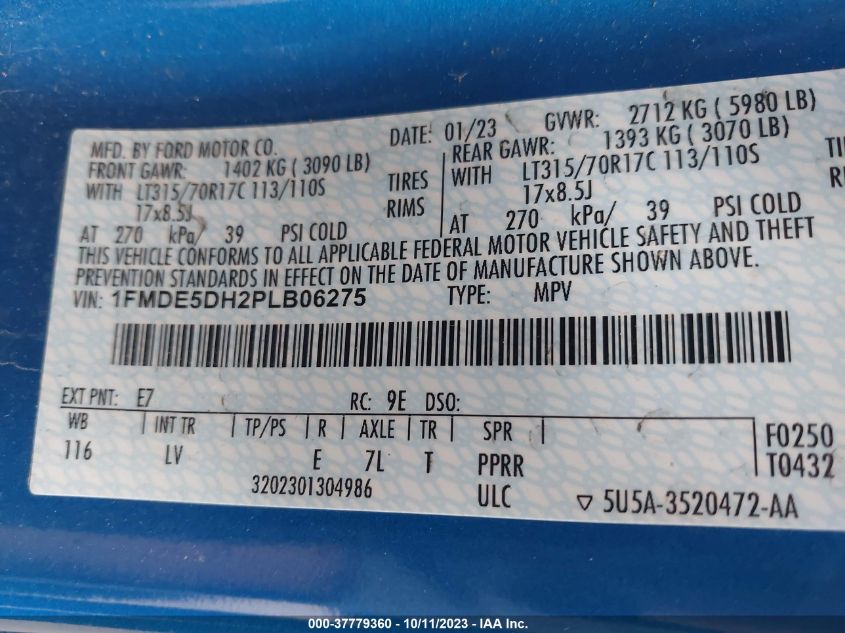 MFD. BY FORD MOTOR CO. DATE: 01/23 GVWR: 2712 KG ( 5980 LB)
FRONT GAWR: 1402 KG ( 3090 LB) REAR GAWR: 1393 KG ( 3070 LB)
WITH LT315/70R17C 113/110S TIRES WITH LT315/70R17C 113/110S
17x8.5J RIMS 17x8.5J
AT 270 kPa/ 39 PSI COLD AT 270 kPa/ 39 PSI COLD
THIS VEHICLE CONFORMS TO ALL APPLICABLE FEDERAL MOTOR VEHICLE SAFETY AND THEFT
PREVENTION STANDARDS IN EFFECT ON THE DATE OF MANUFACTURE SHOWN ABOVE.
VIN: 1FMDE5DH2PLB06275 TYPE: MPV
EXT PNT: E7 RC: 9E DSO:
WB INT TR TP/PS R AXLE TR SPR
116 LV E 7L T PPRR
F0250
T0432
3202301304986 ULC ▽ 5U5A-3520472-AA
000-37779360 - 10/11/2023 - IAA Inc.